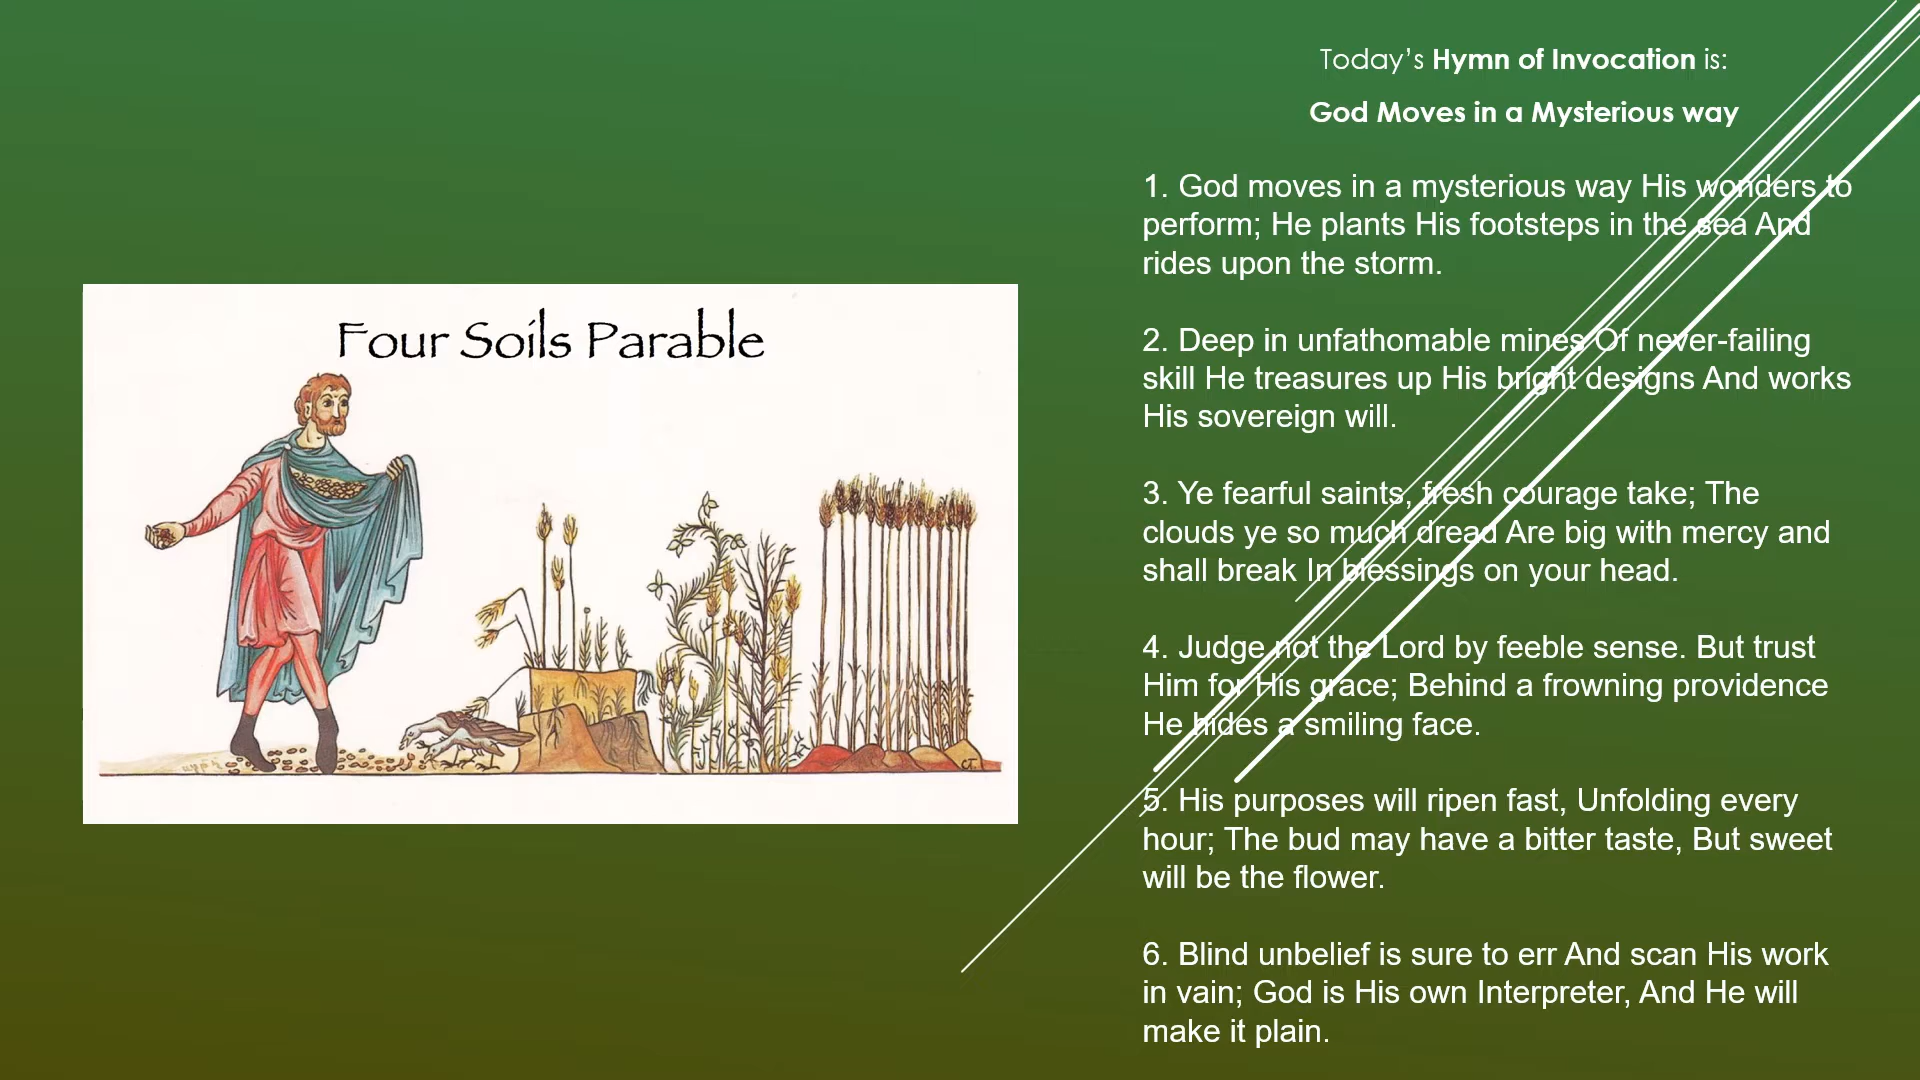 Four Soils Parable
CT.
Today’s Hymn of Invocation is:
God Moves in a Mysterious way
1. God moves in a mysterious way His wonders to
perform; He plants His footsteps in the sea And
rides upon the storm.
2. Deep in unfathomable mines Of never-failing
skill He treasures up His bright designs And works
His sovereign will.
3. Ye fearful saints, fresh courage take; The
clouds ye so much dread Are big with mercy and
shall break In blessings on your head.
4. Judge not the Lord by feeble sense. But trust
Him for His grace; Behind a frowning providence
He hides a smiling face.
5. His purposes will ripen fast, Unfolding every
hour; The bud may have a bitter taste, But sweet
will be the flower.
6. Blind unbelief is sure to err And scan His work
in vain; God is His own Interpreter, And He will
make it plain.